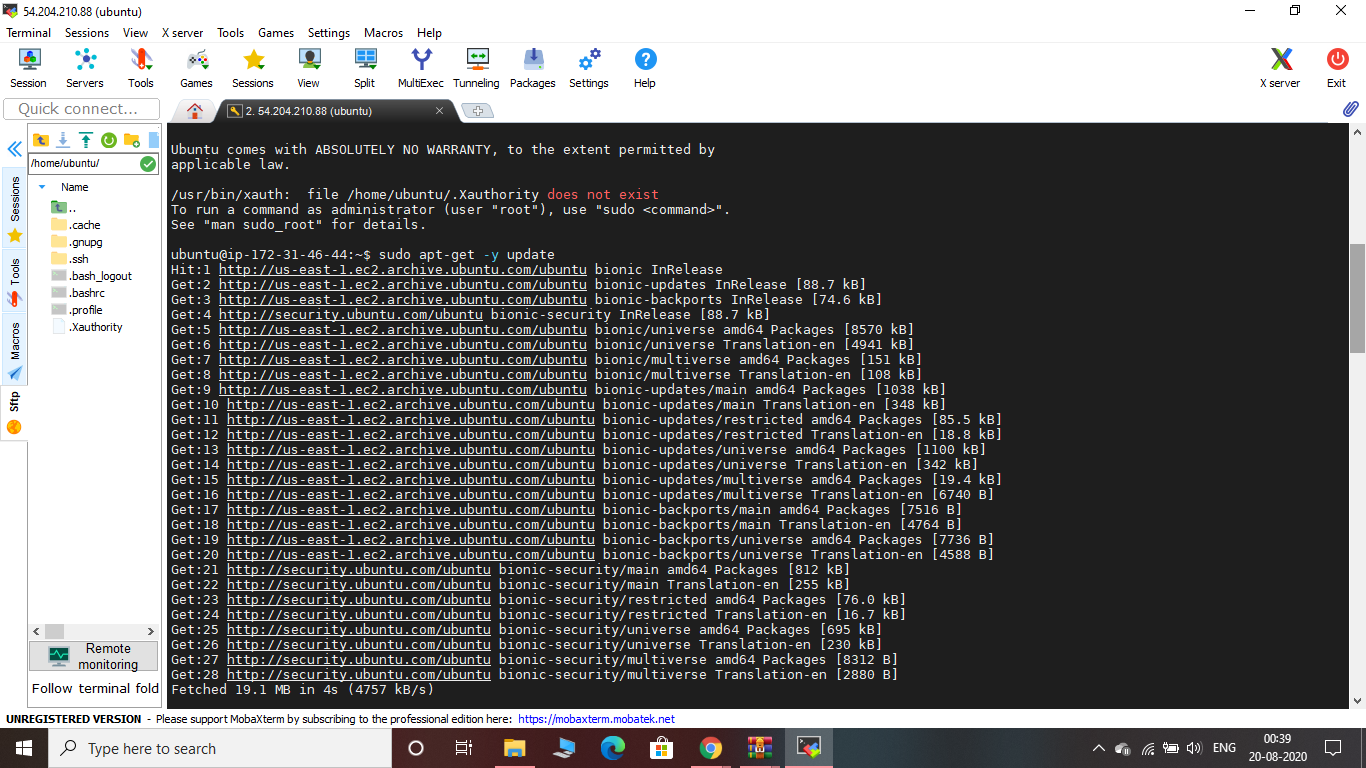 54.204.210.88 (ubuntu)
Terminal Sessions View X server Tools Games Settings Macros Help
Session Servers Tools Games Sessions View Split MultiExec Tunneling Packages Settings Help X server Exit
Quick connect...
2. 54.204.210.88 (ubuntu)
/home/ubuntu/
Name
..
.cache
.gnupg
.ssh
.bash_logout
.bashrc
.profile
.Xauthority
Sessions
Tools
Macros
Sftp
Remote
monitoring
Follow terminal fold
Ubuntu comes with ABSOLUTELY NO WARRANTY, to the extent permitted by
applicable law.
/usr/bin/xauth:  file /home/ubuntu/.Xauthority does not exist
To run a command as administrator (user "root"), use "sudo <command>".
See "man sudo_root" for details.
ubuntu@ip-172-31-46-44:~$ sudo apt-get -y update
Hit:1 http://us-east-1.ec2.archive.ubuntu.com/ubuntu bionic InRelease
Get:2 http://us-east-1.ec2.archive.ubuntu.com/ubuntu bionic-updates InRelease [88.7 kB]
Get:3 http://us-east-1.ec2.archive.ubuntu.com/ubuntu bionic-backports InRelease [74.6 kB]
Get:4 http://security.ubuntu.com/ubuntu bionic-security InRelease [88.7 kB]
Get:5 http://us-east-1.ec2.archive.ubuntu.com/ubuntu bionic/universe amd64 Packages [8570 kB]
Get:6 http://us-east-1.ec2.archive.ubuntu.com/ubuntu bionic/universe Translation-en [4941 kB]
Get:7 http://us-east-1.ec2.archive.ubuntu.com/ubuntu bionic/multiverse amd64 Packages [151 kB]
Get:8 http://us-east-1.ec2.archive.ubuntu.com/ubuntu bionic/multiverse Translation-en [108 kB]
Get:9 http://us-east-1.ec2.archive.ubuntu.com/ubuntu bionic-updates/main amd64 Packages [1038 kB]
Get:10 http://us-east-1.ec2.archive.ubuntu.com/ubuntu bionic-updates/main Translation-en [348 kB]
Get:11 http://us-east-1.ec2.archive.ubuntu.com/ubuntu bionic-updates/restricted amd64 Packages [85.5 kB]
Get:12 http://us-east-1.ec2.archive.ubuntu.com/ubuntu bionic-updates/restricted Translation-en [18.8 kB]
Get:13 http://us-east-1.ec2.archive.ubuntu.com/ubuntu bionic-updates/universe amd64 Packages [1100 kB]
Get:14 http://us-east-1.ec2.archive.ubuntu.com/ubuntu bionic-updates/universe Translation-en [342 kB]
Get:15 http://us-east-1.ec2.archive.ubuntu.com/ubuntu bionic-updates/multiverse amd64 Packages [19.4 kB]
Get:16 http://us-east-1.ec2.archive.ubuntu.com/ubuntu bionic-updates/multiverse Translation-en [6740 B]
Get:17 http://us-east-1.ec2.archive.ubuntu.com/ubuntu bionic-backports/main amd64 Packages [7516 B]
Get:18 http://us-east-1.ec2.archive.ubuntu.com/ubuntu bionic-backports/main Translation-en [4764 B]
Get:19 http://us-east-1.ec2.archive.ubuntu.com/ubuntu bionic-backports/universe amd64 Packages [7736 B]
Get:20 http://us-east-1.ec2.archive.ubuntu.com/ubuntu bionic-backports/universe Translation-en [4588 B]
Get:21 http://security.ubuntu.com/ubuntu bionic-security/main amd64 Packages [812 kB]
Get:22 http://security.ubuntu.com/ubuntu bionic-security/main Translation-en [255 kB]
Get:23 http://security.ubuntu.com/ubuntu bionic-security/restricted amd64 Packages [76.0 kB]
Get:24 http://security.ubuntu.com/ubuntu bionic-security/restricted Translation-en [16.7 kB]
Get:25 http://security.ubuntu.com/ubuntu bionic-security/universe amd64 Packages [695 kB]
Get:26 http://security.ubuntu.com/ubuntu bionic-security/universe Translation-en [230 kB]
Get:27 http://security.ubuntu.com/ubuntu bionic-security/multiverse amd64 Packages [8312 B]
Get:28 http://security.ubuntu.com/ubuntu bionic-security/multiverse Translation-en [2880 B]
Fetched 19.1 MB in 4s (4757 kB/s)
UNREGISTERED VERSION - Please support MobaXterm by subscribing to the professional edition here: https://mobaxterm.mobatek.net
Type here to search
ENG
00:39
20-08-2020